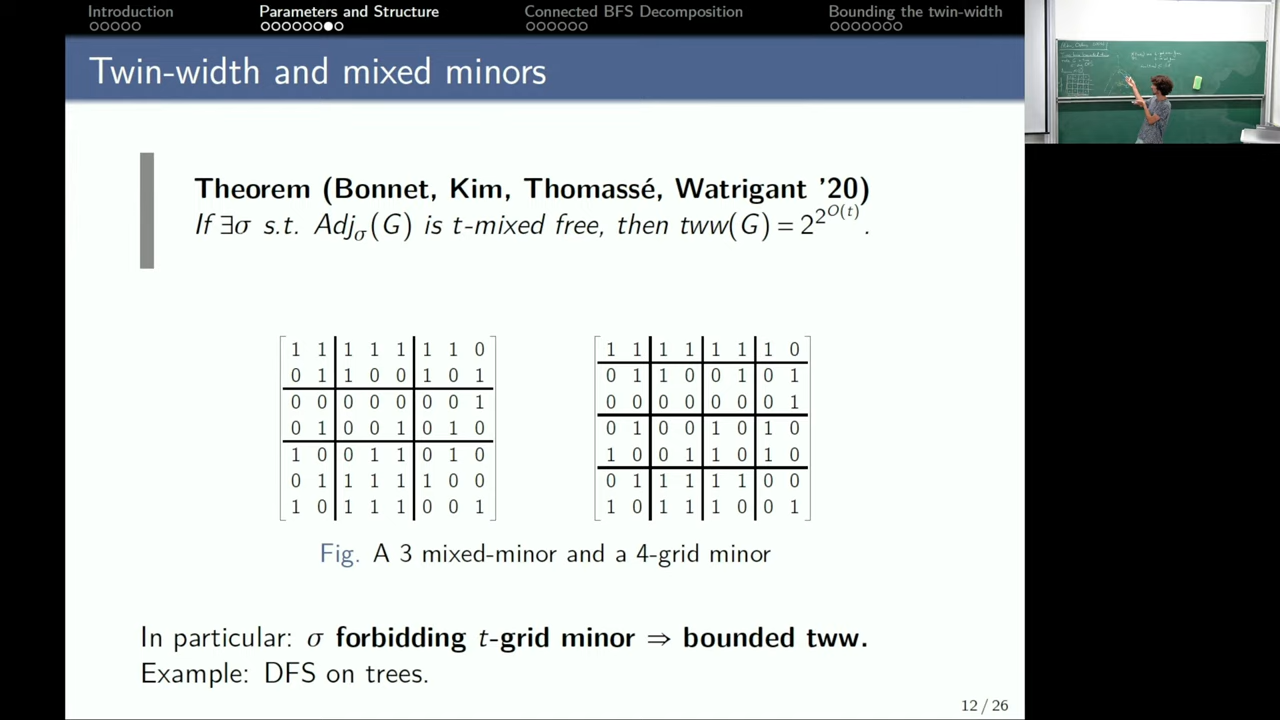 Introduction
Parameters and Structure
Connected BFS Decomposition
Bounding the twin-width
Twin-width and mixed minors
Theorem (Bonnet, Kim, Thomassé, Watrigant '20)
If ∃σ s.t. Adj_σ(G) is t-mixed free, then tww(G) = 2^{2^{O(t)}}.
1 1 1 1 1 1 1 0
0 1 1 0 0 1 0 1
0 0 0 0 0 0 0 1
0 1 0 0 1 0 1 0
1 0 0 1 1 0 1 0
0 1 1 1 1 1 0 0
1 0 1 1 1 0 0 1
1 1 1 1 1 1 1 0
0 1 1 0 0 1 0 1
0 0 0 0 0 0 0 1
0 1 0 0 1 0 1 0
1 0 0 1 1 0 1 0
0 1 1 1 1 1 0 0
1 0 1 1 1 0 0 1
Fig. A 3 mixed-minor and a 4-grid minor
In particular: σ forbidding t-grid minor ⇒ bounded tww.
Example: DFS on trees.
12 / 26